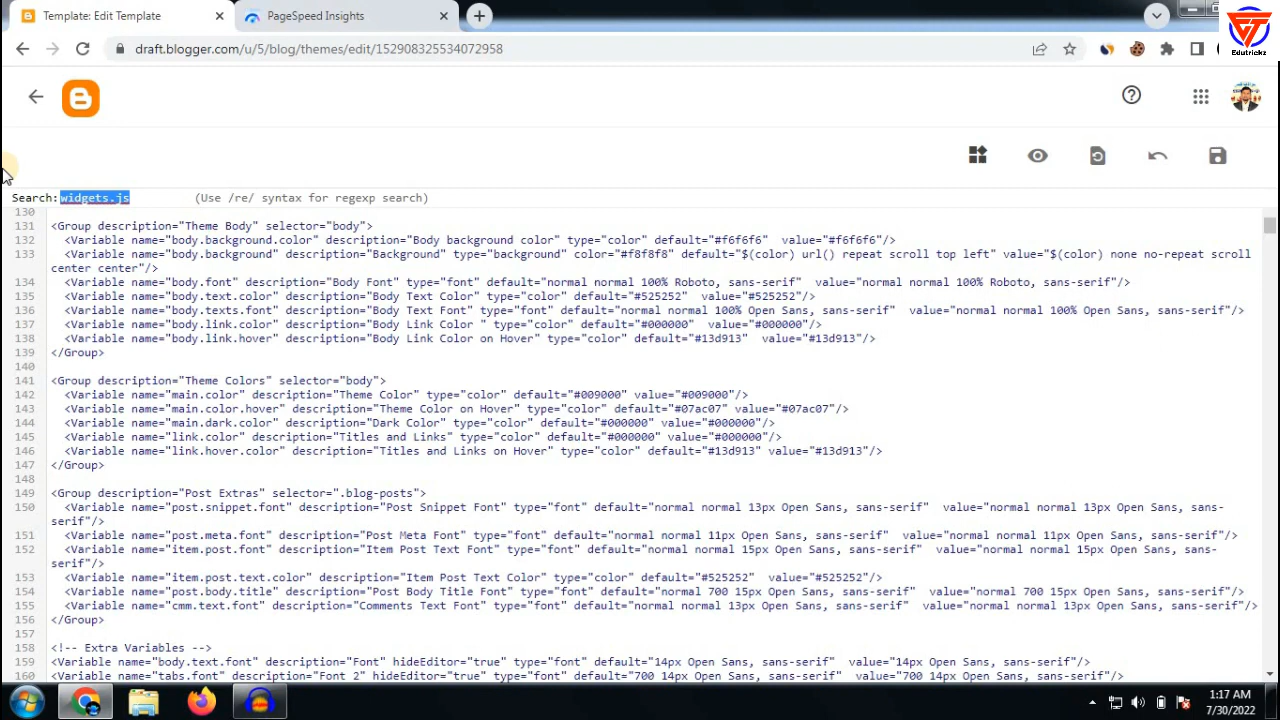 Template: Edit Template
PageSpeed Insights
draft.blogger.com/u/5/blog/themes/edit/152908325534072958
Edutrickz
Search: widgets.js (Use /re/ syntax for regexp search)
130
131 <Group description="Theme Body" selector="body">
132 <Variable name="body.background.color" description="Body background color" type="color" default="#f6f6f6" value="#f6f6f6"/>
133 <Variable name="body.background" description="Background" type="background" color="#f8f8f8" default="$(color) url() repeat scroll top left" value="$(color) none no-repeat scroll
center center"/>
134 <Variable name="body.font" description="Body Font" type="font" default="normal normal 100% Roboto, sans-serif" value="normal normal 100% Roboto, sans-serif"/>
135 <Variable name="body.text.color" description="Body Text Color" type="color" default="#525252" value="#525252"/>
136 <Variable name="body.texts.font" description="Body Text Font" type="font" default="normal normal 100% Open Sans, sans-serif" value="normal normal 100% Open Sans, sans-serif"/>
137 <Variable name="body.link.color" description="Body Link Color " type="color" default="#000000" value="#000000"/>
138 <Variable name="body.link.hover" description="Body Link Color on Hover" type="color" default="#13d913" value="#13d913"/>
139 </Group>
140
141 <Group description="Theme Colors" selector="body">
142 <Variable name="main.color" description="Theme Color" type="color" default="#009000" value="#009000"/>
143 <Variable name="main.color.hover" description="Theme Color on Hover" type="color" default="#07ac07" value="#07ac07"/>
144 <Variable name="main.dark.color" description="Dark Color" type="color" default="#000000" value="#000000"/>
145 <Variable name="link.color" description="Titles and Links" type="color" default="#000000" value="#000000"/>
146 <Variable name="link.hover.color" description="Titles and Links on Hover" type="color" default="#13d913" value="#13d913"/>
147 </Group>
148
149 <Group description="Post Extras" selector=".blog-posts">
150 <Variable name="post.snippet.font" description="Post Snippet Font" type="font" default="normal normal 13px Open Sans, sans-serif" value="normal normal 13px Open Sans, sans-
serif"/>
151 <Variable name="post.meta.font" description="Post Meta Font" type="font" default="normal normal 11px Open Sans, sans-serif" value="normal normal 11px Open Sans, sans-serif"/>
152 <Variable name="item.post.font" description="Item Post Text Font" type="font" default="normal normal 15px Open Sans, sans-serif" value="normal normal 15px Open Sans, sans-
serif"/>
153 <Variable name="item.post.text.color" description="Item Post Text Color" type="color" default="#525252" value="#525252"/>
154 <Variable name="post.body.title" description="Post Body Title Font" type="font" default="normal 700 15px Open Sans, sans-serif" value="normal 700 15px Open Sans, sans-serif"/>
155 <Variable name="cmm.text.font" description="Comments Text Font" type="font" default="normal normal 13px Open Sans, sans-serif" value="normal normal 13px Open Sans, sans-serif"/>
156 </Group>
157
158 <!-- Extra Variables -->
159 <Variable name="body.text.font" description="Font" hideEditor="true" type="font" default="14px Open Sans, sans-serif" value="14px Open Sans, sans-serif"/>
160 <Variable name="tabs.font" description="Font 2" hideEditor="true" type="font" default="700 14px Open Sans, sans-serif" value="700 14px Open Sans, sans-serif"/>
1:17 AM
7/30/2022